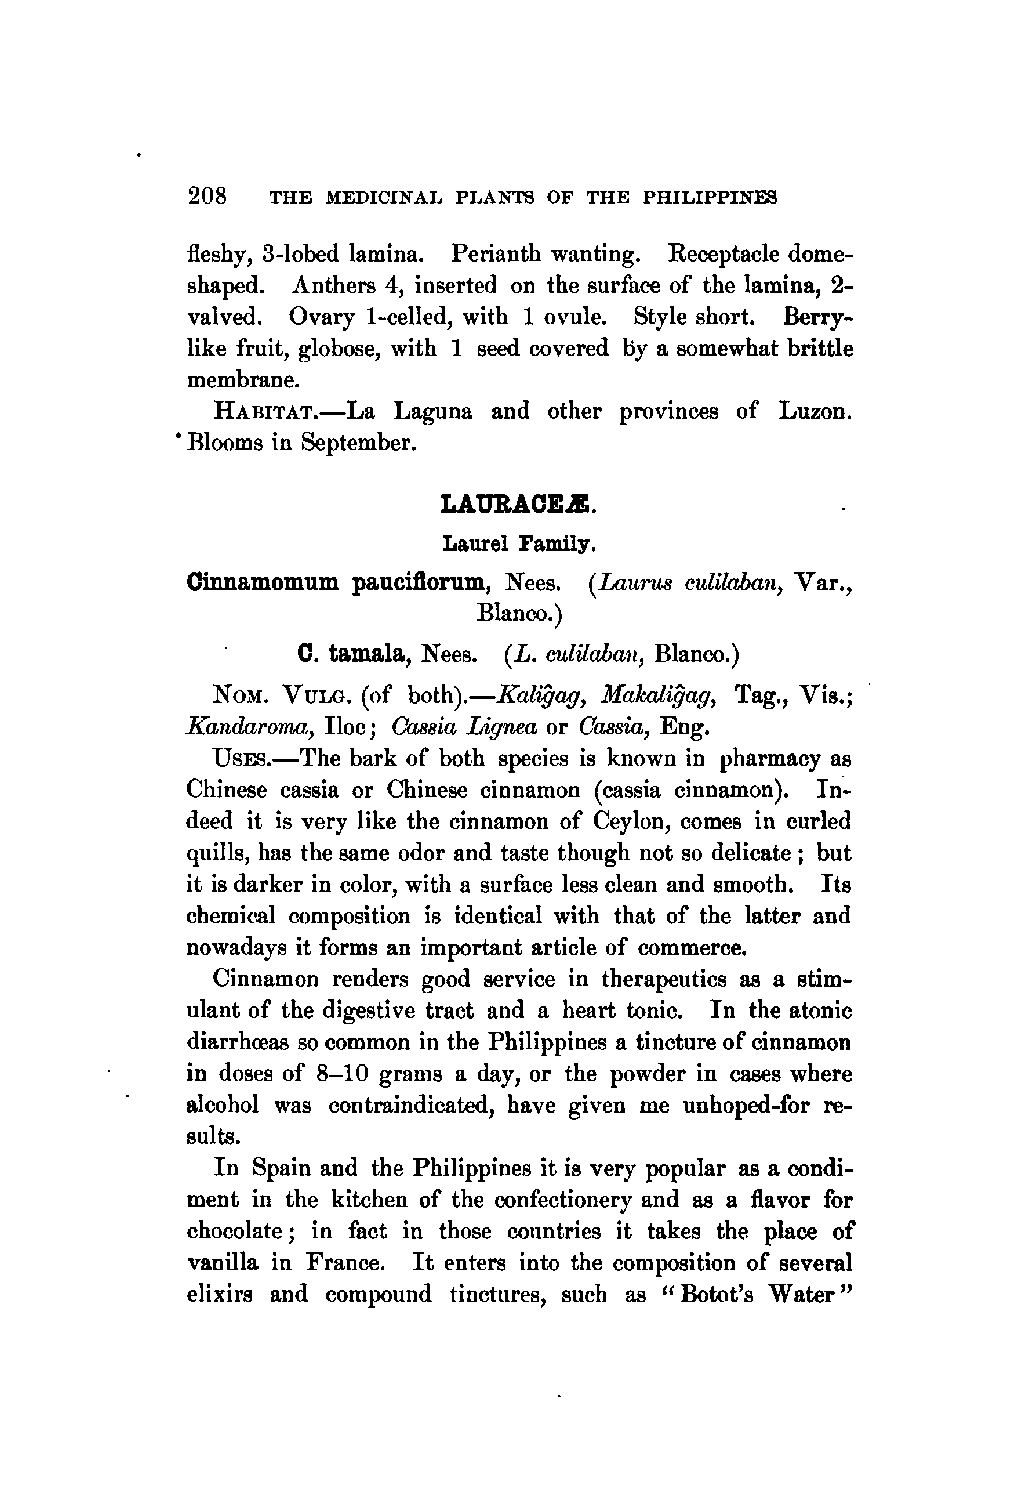 208 THE MEDICINAL PLANTS OF THE PHILIPPINES
fleshy, 3-lobed lamina. Perianth wanting. Receptacle dome-
shaped. Anthers 4, inserted on the surface of the lamina, 2-
valved. Ovary 1-celled, with 1 ovule. Style short. Berry-
like fruit, globose, with 1 seed covered by a somewhat brittle
membrane.
HABITAT.—La Laguna and other provinces of Luzon.
Blooms in September.
LAURACEÆ.
Laurel Family.
Cinnamomum pauciflorum, Nees. (Laurus culilaban, Var.,
Blanco.)
C. tamala, Nees. (L. culilaban, Blanco.)
NOM. VULG. (of both).—Kalig̃ag, Makalig̃ag, Tag., Vis.;
Kandaroma, Iloc; Cassia Lignea or Cassia, Eng.
USES.—The bark of both species is known in pharmacy as
Chinese cassia or Chinese cinnamon (cassia cinnamon). In-
deed it is very like the cinnamon of Ceylon, comes in curled
quills, has the same odor and taste though not so delicate; but
it is darker in color, with a surface less clean and smooth. Its
chemical composition is identical with that of the latter and
nowadays it forms an important article of commerce.
Cinnamon renders good service in therapeutics as a stim-
ulant of the digestive tract and a heart tonic. In the atonic
diarrhœas so common in the Philippines a tincture of cinnamon
in doses of 8–10 grams a day, or the powder in cases where
alcohol was contraindicated, have given me unhoped-for re-
sults.
In Spain and the Philippines it is very popular as a condi-
ment in the kitchen of the confectionery and as a flavor for
chocolate; in fact in those countries it takes the place of
vanilla in France. It enters into the composition of several
elixirs and compound tinctures, such as "Botot's Water"